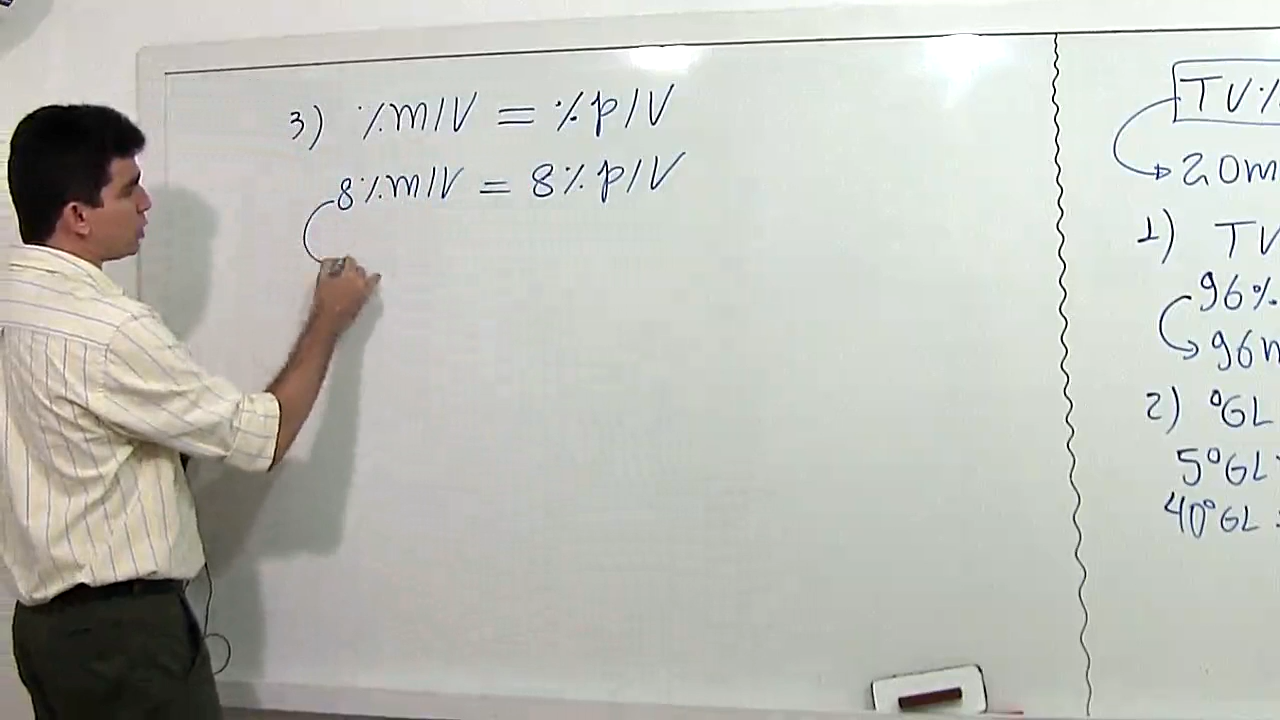 3) %m/V = %p/V
8%m/V = 8%p/V
TV%
20m
1) TV
96%
96m
2) °GL
5°GL
40°GL =